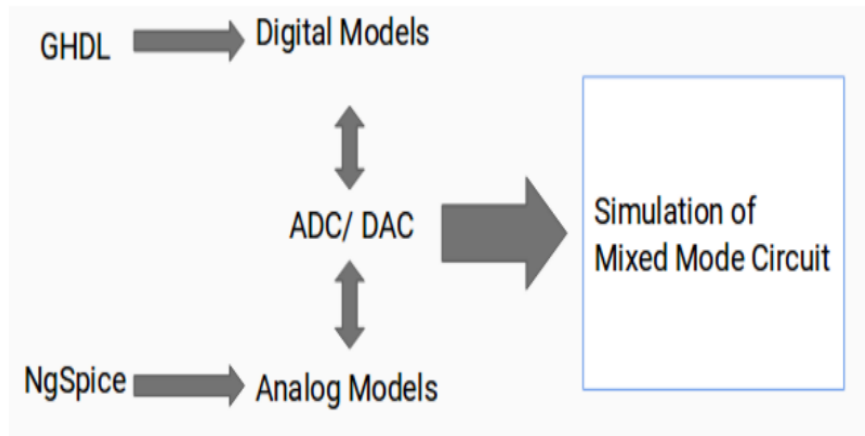 GHDL
Digital Models
ADC/ DAC
Simulation of
Mixed Mode Circuit
NgSpice
Analog Models